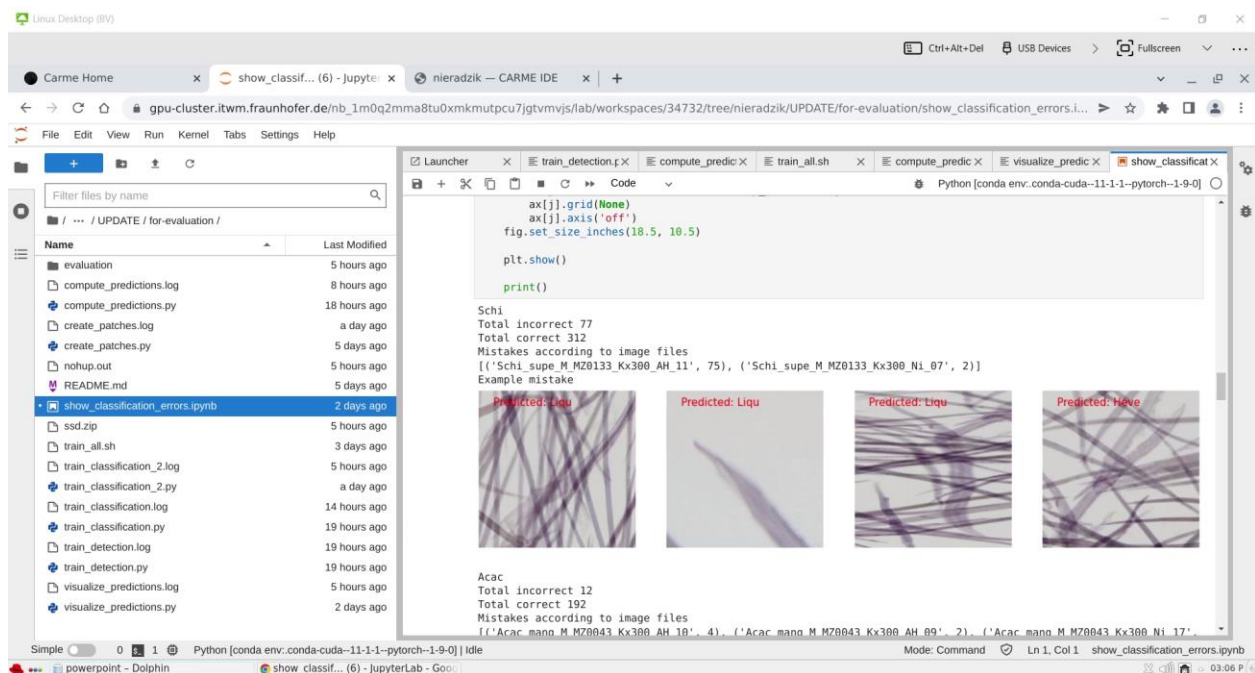 Linux Desktop (BV)
Ctrl+Alt+Del USB Devices Fullscreen
Carme Home
show_classif... (6) - Jupyte
nieradzik — CARME IDE
gpu-cluster.itwm.fraunhofer.de/nb_1m0q2mma8tu0xmkmutpcu7jgtvmvjs/lab/workspaces/34732/tree/nieradzik/UPDATE/for-evaluation/show_classification_errors.i...
File Edit View Run Kernel Tabs Settings Help
Filter files by name
/ ··· / UPDATE / for-evaluation /
Name Last Modified
evaluation 5 hours ago
compute_predictions.log 8 hours ago
compute_predictions.py 18 hours ago
create_patches.log a day ago
create_patches.py 5 days ago
nohup.out 5 hours ago
README.md 5 days ago
show_classification_errors.ipynb 2 days ago
ssd.zip 5 hours ago
train_all.sh 3 days ago
train_classification_2.log 5 hours ago
train_classification_2.py a day ago
train_classification.log 14 hours ago
train_classification.py 19 hours ago
train_detection.log 19 hours ago
train_detection.py 19 hours ago
visualize_predictions.log 5 hours ago
visualize_predictions.py 2 days ago
Launcher train_detection.p compute_predic train_all.sh compute_predic visualize_predic show_classificat
Code Python [conda env:.conda-cuda--11-1-1--pytorch--1-9-0]
ax[j].grid(None)
ax[j].axis('off')
fig.set_size_inches(18.5, 10.5)
plt.show()
print()
Schi
Total incorrect 77
Total correct 312
Mistakes according to image files
[('Schi_supe_M_MZ0133_Kx300_AH_11', 75), ('Schi_supe_M_MZ0133_Kx300_Ni_07', 2)]
Example mistake
Predicted: Liqu Predicted: Liqu Predicted: Liqu Predicted: Heve
Acac
Total incorrect 12
Total correct 192
Mistakes according to image files
[('Acac_mang_M_MZ0043_Kx300_AH_10', 4), ('Acac_mang_M_MZ0043_Kx300_AH_09', 2), ('Acac_mang_M_MZ0043_Kx300_Ni_17',
Simple 0 1 Python [conda env:.conda-cuda--11-1-1--pytorch--1-9-0] | Idle Mode: Command Ln 1, Col 1 show_classification_errors.ipynb
powerpoint – Dolphin show_classif... (6) - JupyterLab - Goo 03:06 P